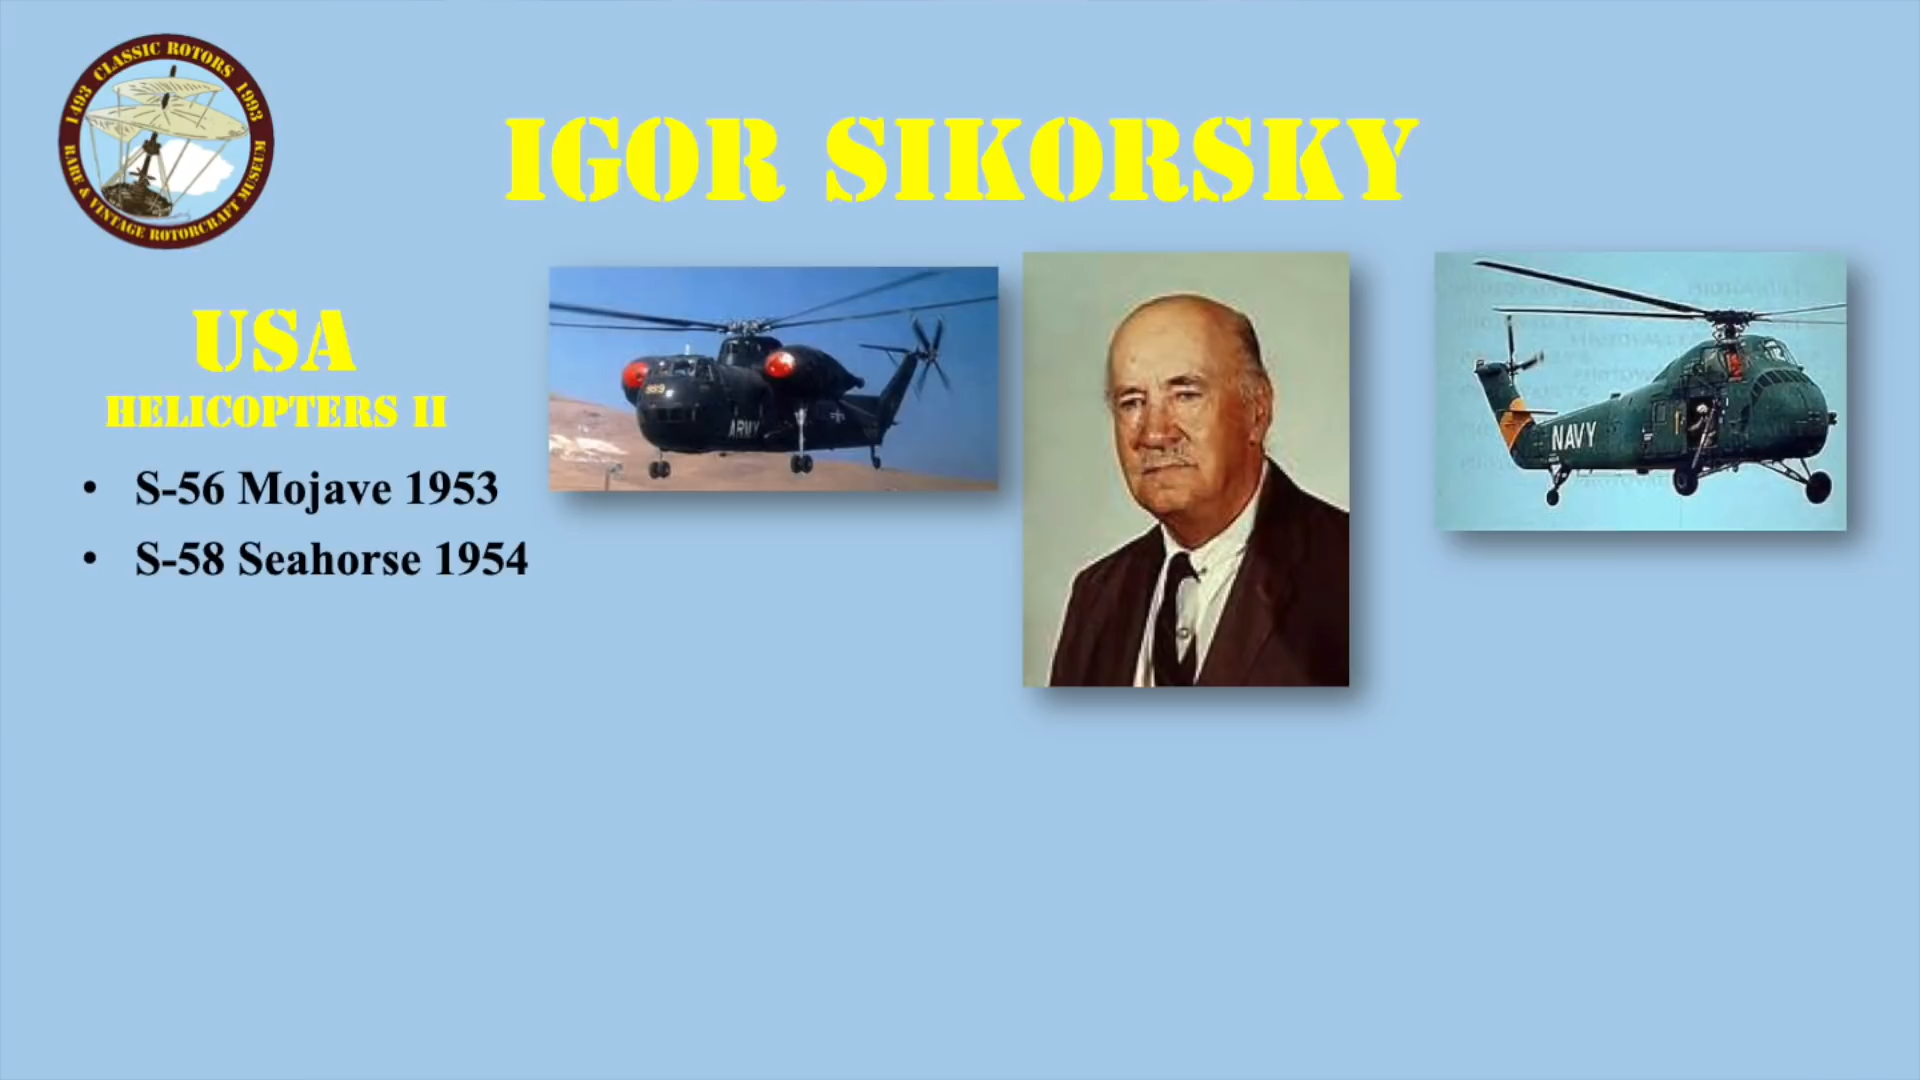 1493 CLASSIC ROTORS 1993
RARE & VINTAGE ROTORCRAFT MUSEUM
IGOR SIKORSKY
USA
HELICOPTERS II
• S-56 Mojave 1953
• S-58 Seahorse 1954
ARMY
NAVY